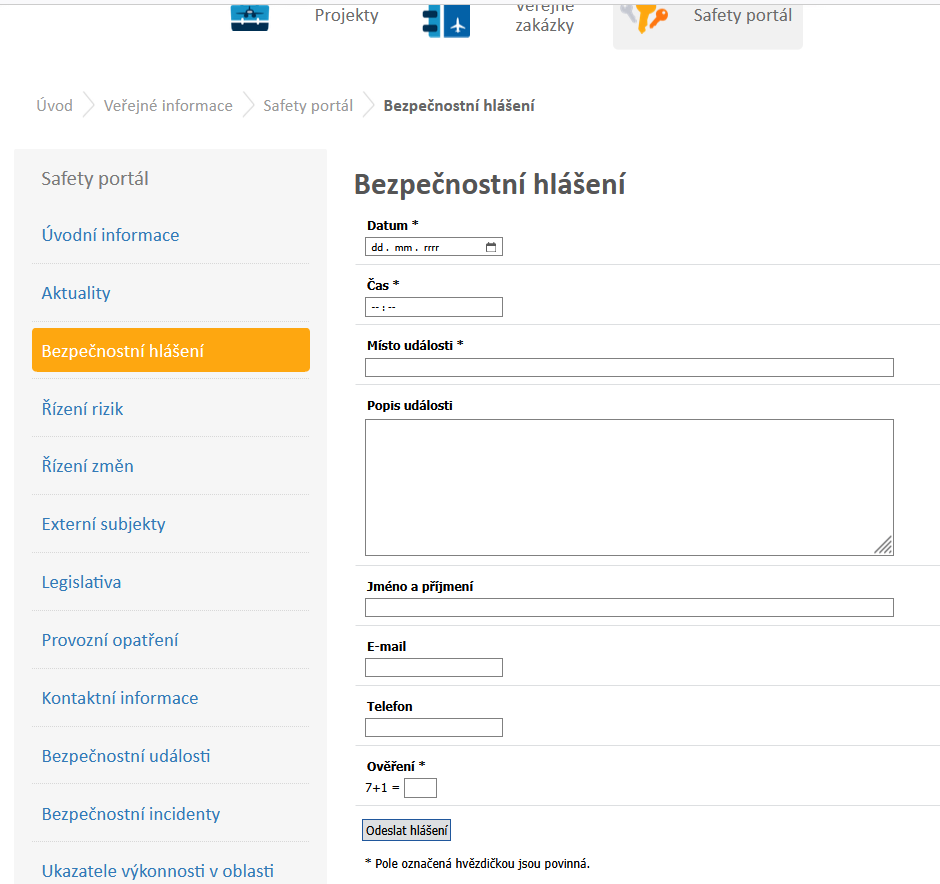 Projekty
Veřejné
zakázky
Safety portál
Úvod
Veřejné informace
Safety portál
Bezpečnostní hlášení
Safety portál
Úvodní informace
Aktuality
Bezpečnostní hlášení
Řízení rizik
Řízení změn
Externí subjekty
Legislativa
Provozní opatření
Kontaktní informace
Bezpečnostní události
Bezpečnostní incidenty
Ukazatele výkonnosti v oblasti
Bezpečnostní hlášení
Datum *
dd . mm . rrrr
Čas *
-- : --
Místo události *
Popis události
Jméno a příjmení
E-mail
Telefon
Ověření *
7+1 =
Odeslat hlášení
* Pole označená hvězdičkou jsou povinná.